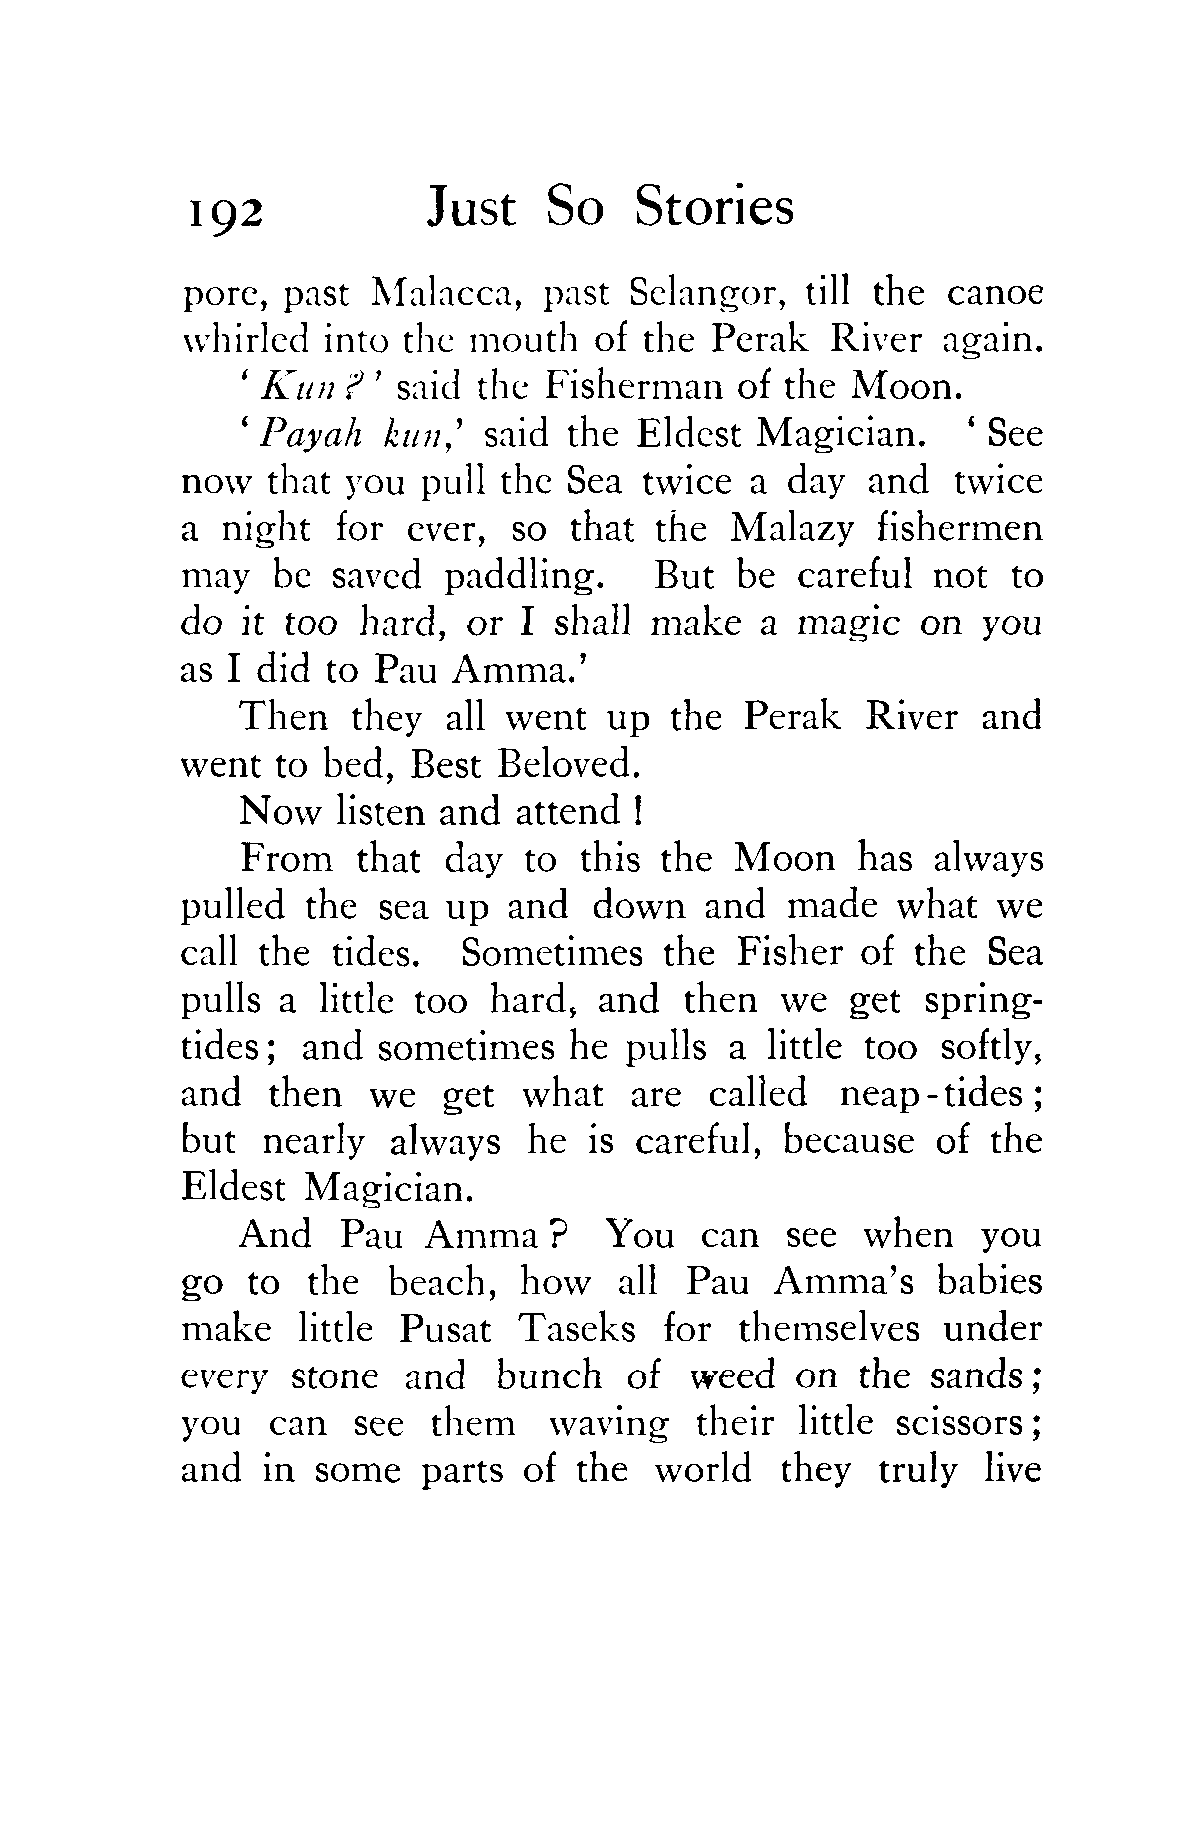 192 Just So Stories
pore, past Malacca, past Selangor, till the canoe
whirled into the mouth of the Perak River again.
‘ Kun ? ’ said the Fisherman of the Moon.
‘ Payah kun,’ said the Eldest Magician. ‘ See
now that you pull the Sea twice a day and twice
a night for ever, so that the Malazy fishermen
may be saved paddling. But be careful not to
do it too hard, or I shall make a magic on you
as I did to Pau Amma.’
Then they all went up the Perak River and
went to bed, Best Beloved.
Now listen and attend !
From that day to this the Moon has always
pulled the sea up and down and made what we
call the tides. Sometimes the Fisher of the Sea
pulls a little too hard, and then we get spring-
tides ; and sometimes he pulls a little too softly,
and then we get what are called neap-tides ;
but nearly always he is careful, because of the
Eldest Magician.
And Pau Amma ? You can see when you
go to the beach, how all Pau Amma’s babies
make little Pusat Taseks for themselves under
every stone and bunch of weed on the sands ;
you can see them waving their little scissors ;
and in some parts of the world they truly live